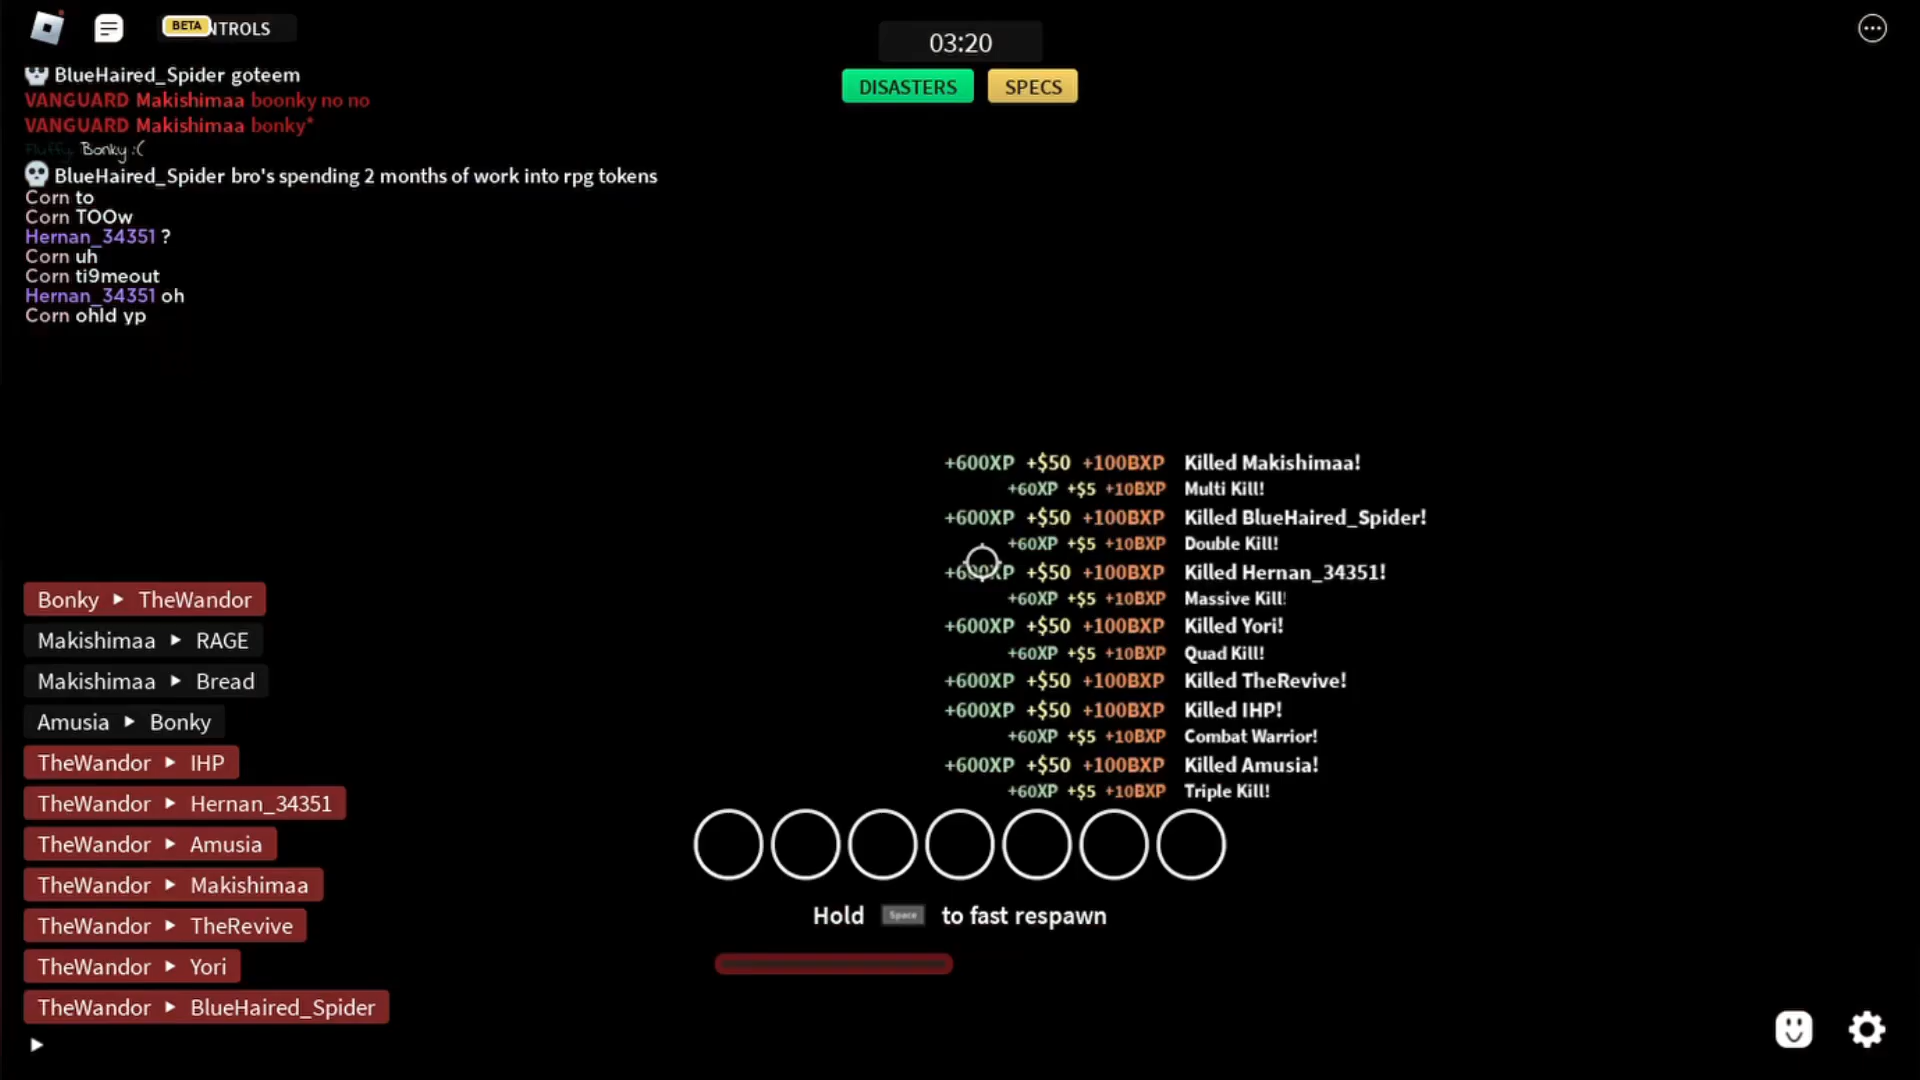 BETA NTROLS
03:20
DISASTERS SPECS
BlueHaired_Spider goteem
VANGUARD Makishimaa boonky no no
VANGUARD Makishimaa bonky*
Fluffy Bonky :(
BlueHaired_Spider bro's spending 2 months of work into rpg tokens
Corn to
Corn TOOw
Hernan_34351 ?
Corn uh
Corn ti9meout
Hernan_34351 oh
Corn ohld yp
+600XP +$50 +100BXP Killed Makishimaa!
+60XP +$5 +10BXP Multi Kill!
+600XP +$50 +100BXP Killed BlueHaired_Spider!
+60XP +$5 +10BXP Double Kill!
+600XP +$50 +100BXP Killed Hernan_34351!
+60XP +$5 +10BXP Massive Kill!
+600XP +$50 +100BXP Killed Yori!
+60XP +$5 +10BXP Quad Kill!
+600XP +$50 +100BXP Killed TheRevive!
+600XP +$50 +100BXP Killed IHP!
+60XP +$5 +10BXP Combat Warrior!
+600XP +$50 +100BXP Killed Amusia!
+60XP +$5 +10BXP Triple Kill!
Bonky ▶ TheWandor
Makishimaa ▶ RAGE
Makishimaa ▶ Bread
Amusia ▶ Bonky
TheWandor ▶ IHP
TheWandor ▶ Hernan_34351
TheWandor ▶ Amusia
TheWandor ▶ Makishimaa
TheWandor ▶ TheRevive
TheWandor ▶ Yori
TheWandor ▶ BlueHaired_Spider
Hold Space to fast respawn